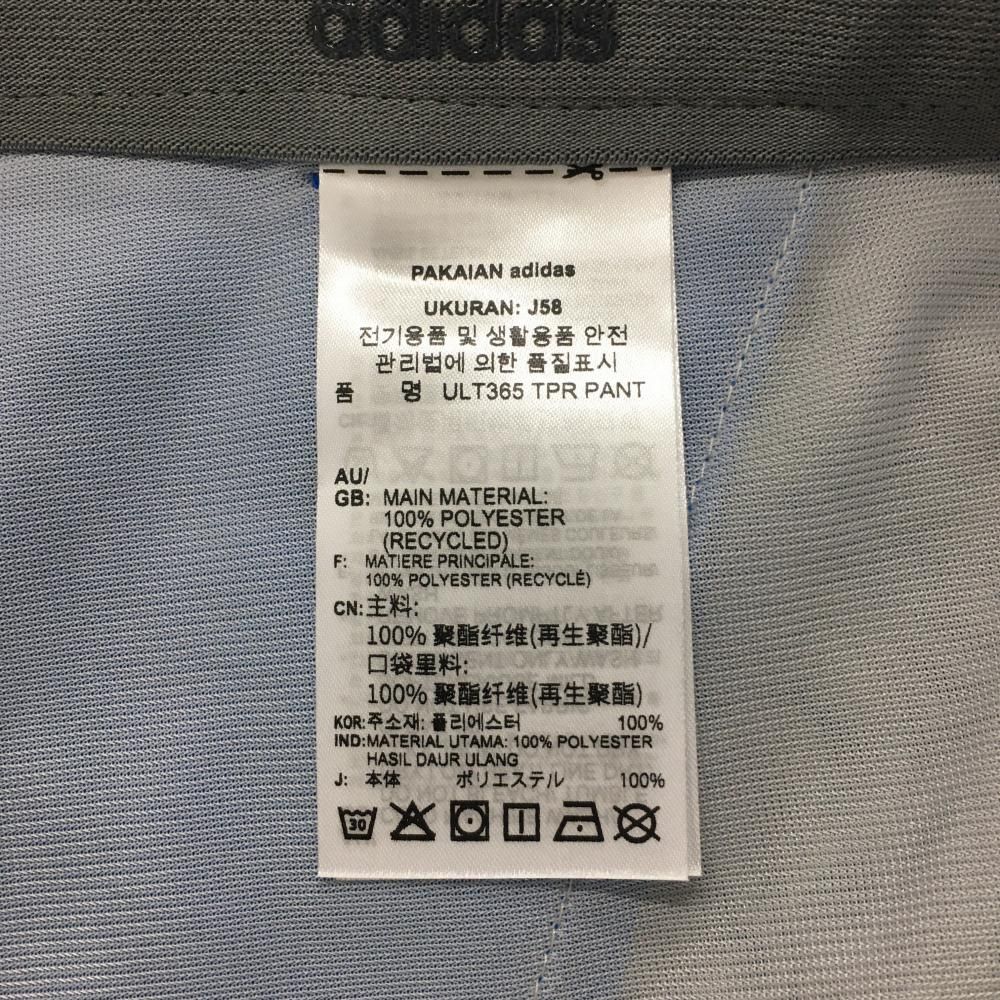 adidas
PAKAIAN adidas
UKURAN: J58
전기용품 및 생활용품 안전
관리법에 의한 품질표시
품 명 ULT365 TPR PANT
AU/
GB: MAIN MATERIAL:
100% POLYESTER
(RECYCLED)
F: MATIERE PRINCIPALE:
100% POLYESTER (RECYCLÉ)
CN: 主料:
100% 聚酯纤维(再生聚酯)/
口袋里料:
100% 聚酯纤维(再生聚酯)
KOR: 주소재: 폴리에스터 100%
IND: MATERIAL UTAMA: 100% POLYESTER
HASIL DAUR ULANG
J: 本体 ポリエステル 100%
30